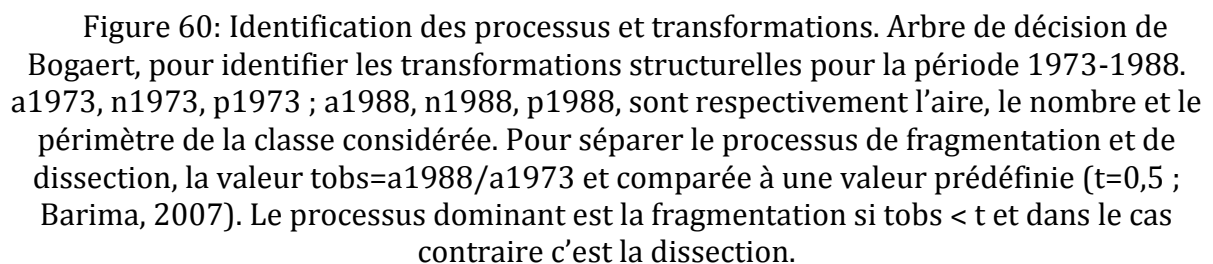 Figure 60: Identification des processus et transformations. Arbre de décision de
Bogaert, pour identifier les transformations structurelles pour la période 1973-1988.
a1973, n1973, p1973 ; a1988, n1988, p1988, sont respectivement l’aire, le nombre et le
périmètre de la classe considérée. Pour séparer le processus de fragmentation et de
dissection, la valeur tobs=a1988/a1973 et comparée à une valeur prédéfinie (t=0,5 ;
Barima, 2007). Le processus dominant est la fragmentation si tobs < t et dans le cas
contraire c’est la dissection.